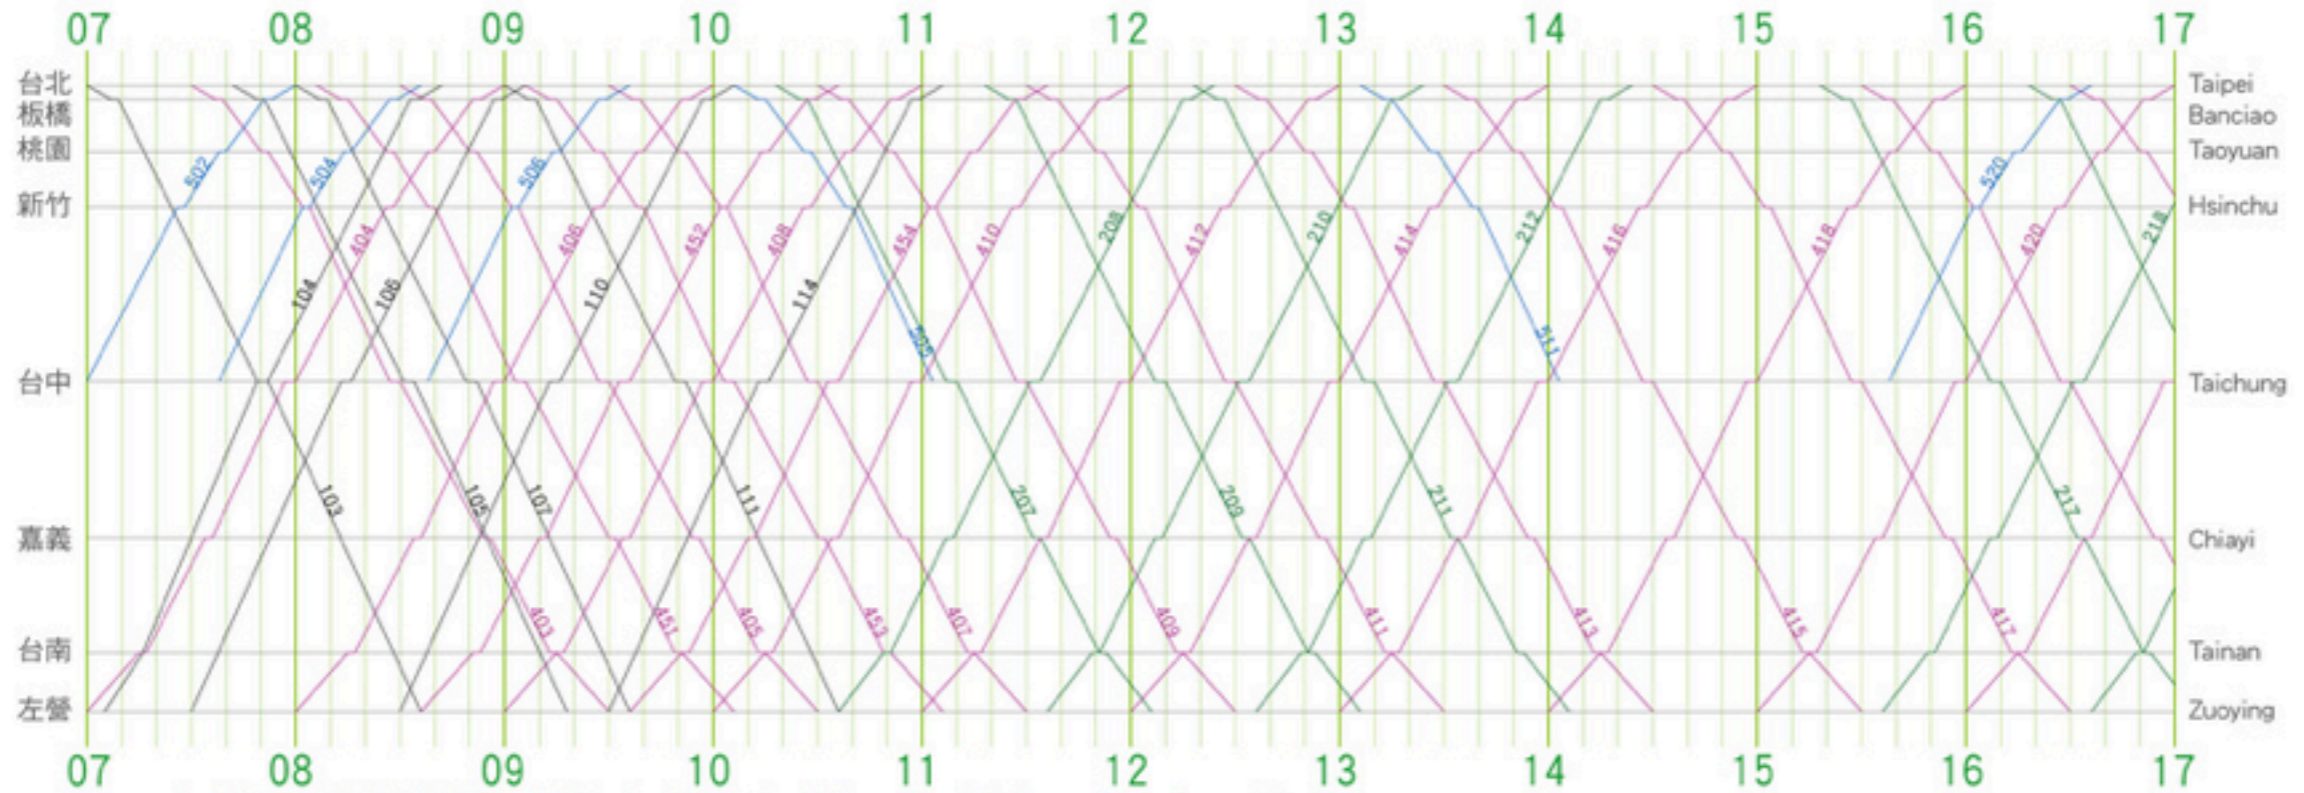 07 08 09 10 11 12 13 14 15 16 17
台北 Taipei
板橋 Banciao
桃園 Taoyuan
502 504 506 520
新竹 Hsinchu
404 406 452 408 454 410 208 412 210 414 212 416 418 420 218
104 106 110 114
505 511
台中 Taichung
103 105 107 111 207 209 211 217
嘉義 Chiayi
403 451 405 453 407 409 411 413 415 417
台南 Tainan
左營 Zuoying
07 08 09 10 11 12 13 14 15 16 17